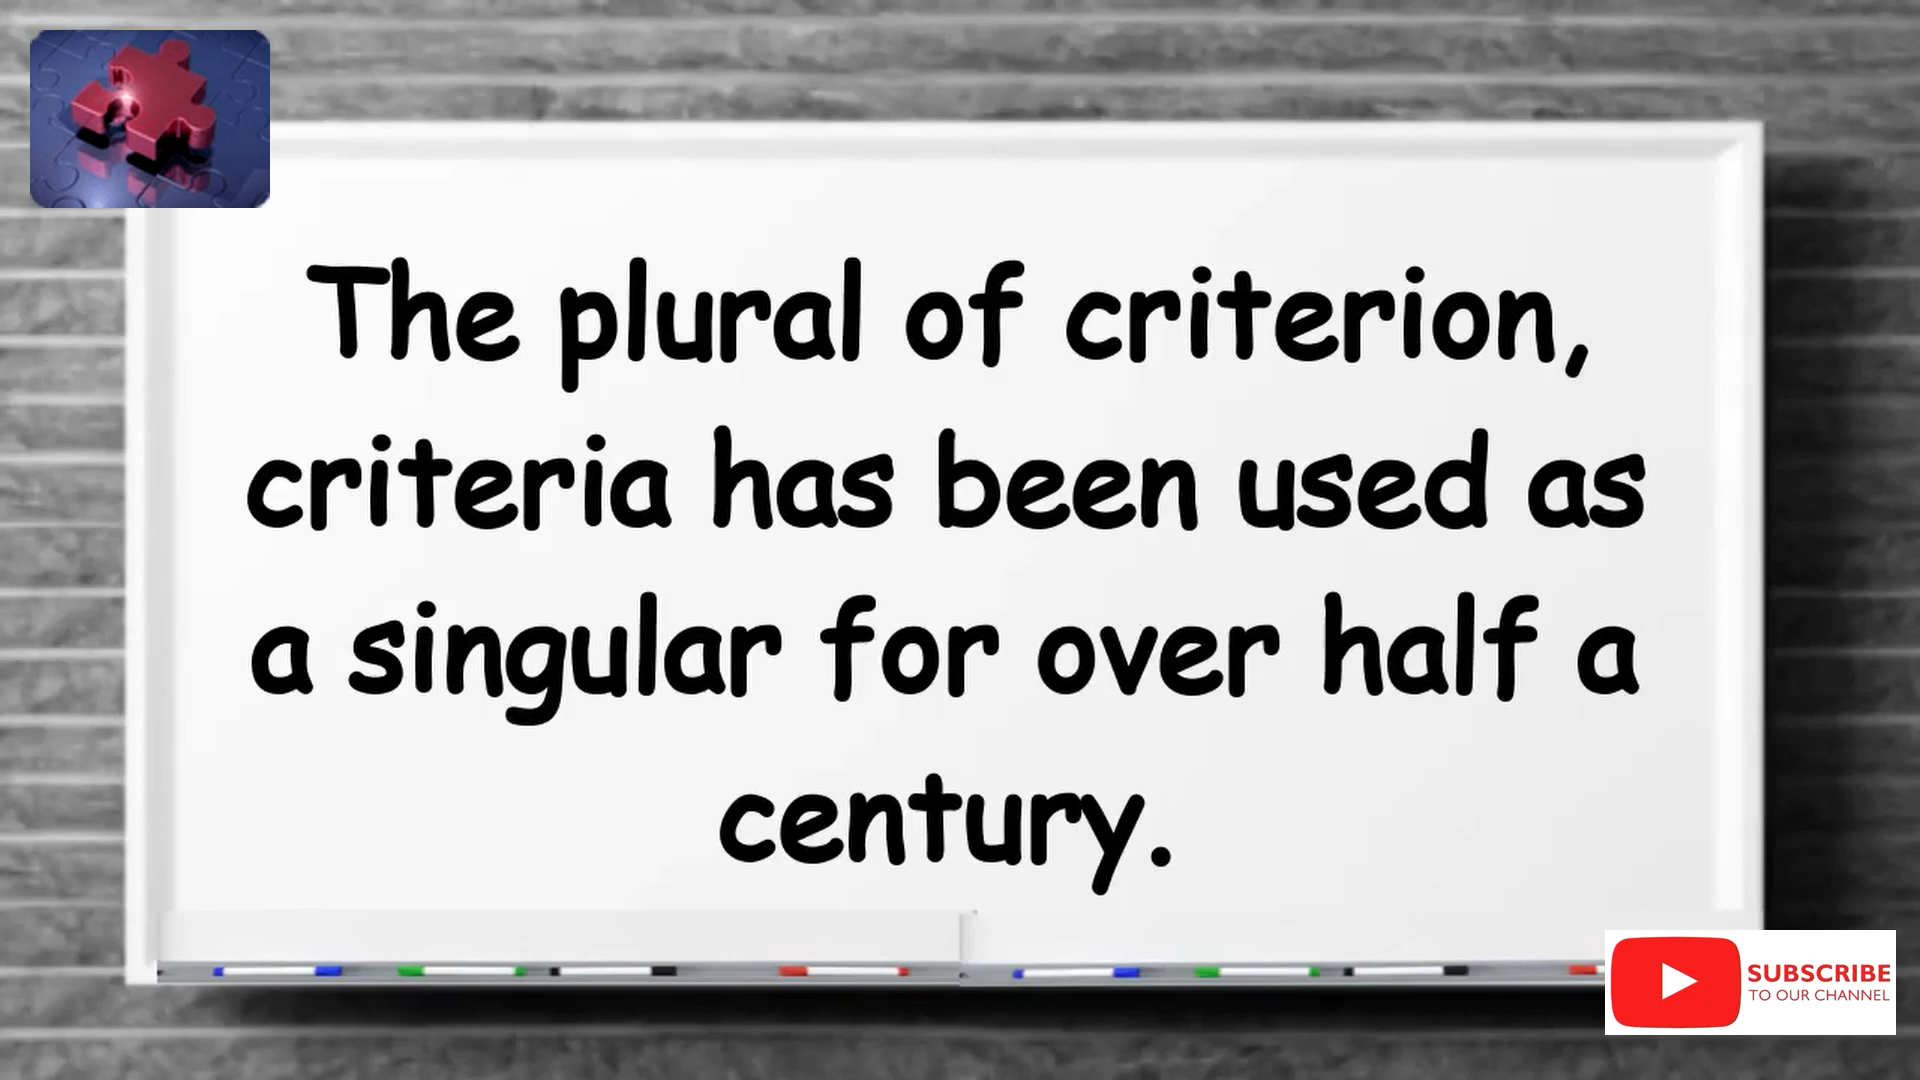 The plural of criterion,
criteria has been used as
a singular for over half a
century.
SUBSCRIBE
TO OUR CHANNEL